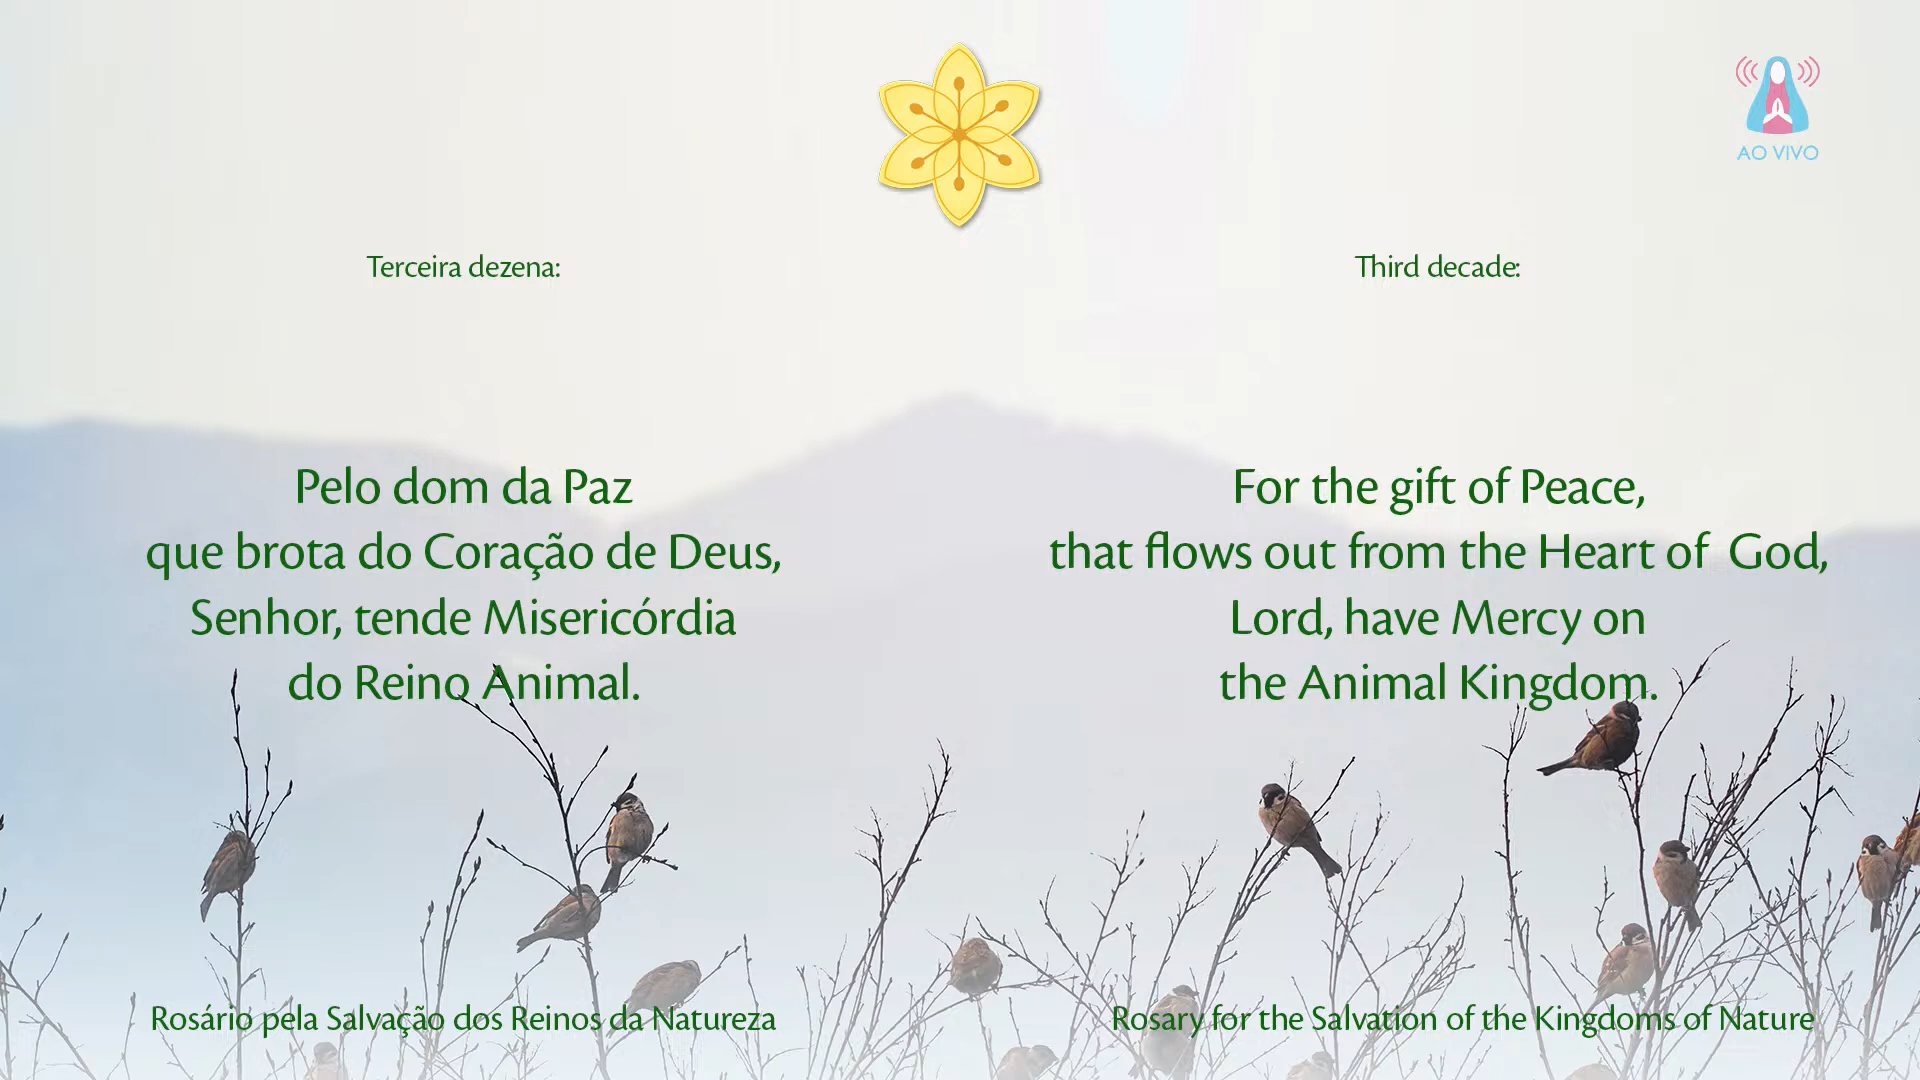 AO VIVO
Terceira dezena:
Pelo dom da Paz
que brota do Coração de Deus,
Senhor, tende Misericórdia
do Reino Animal.
Rosário pela Salvação dos Reinos da Natureza
Third decade:
For the gift of Peace,
that flows out from the Heart of God,
Lord, have Mercy on
the Animal Kingdom.
Rosary for the Salvation of the Kingdoms of Nature